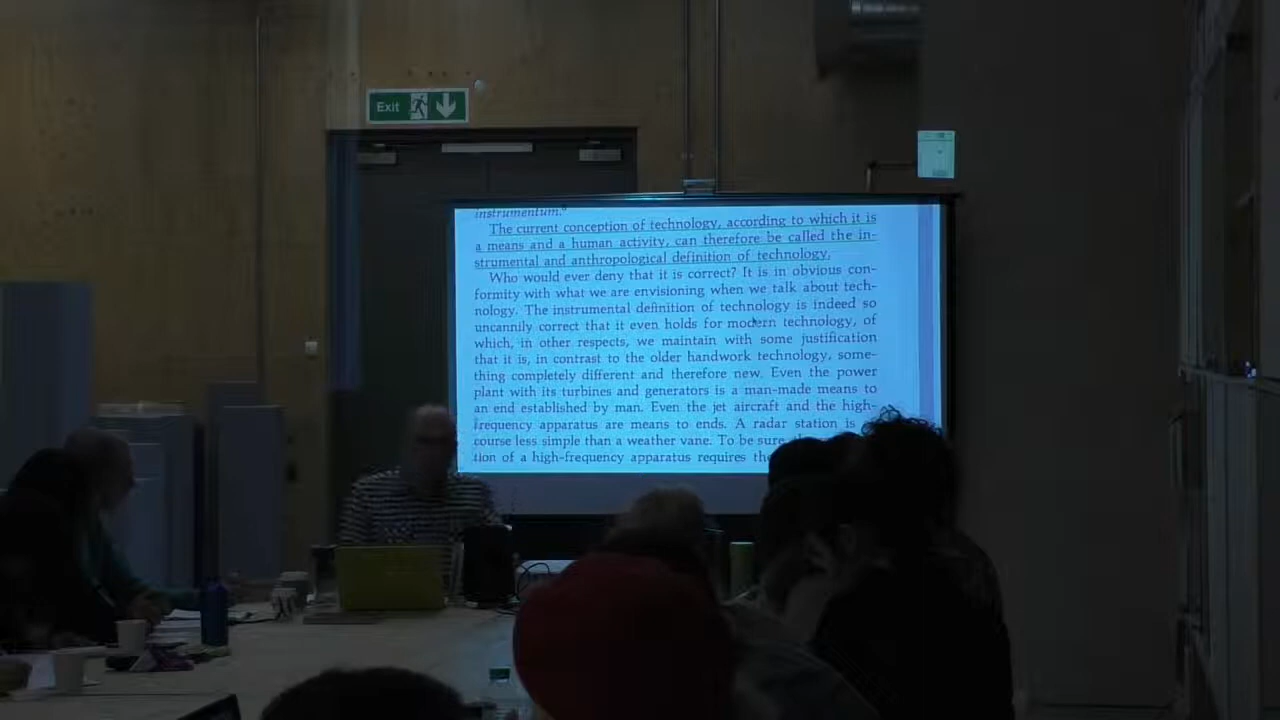 Exit
instrumentum.⁶
The current conception of technology, according to which it is
a means and a human activity, can therefore be called the in-
strumental and anthropological definition of technology.
Who would ever deny that it is correct? It is in obvious con-
formity with what we are envisioning when we talk about tech-
nology. The instrumental definition of technology is indeed so
uncannily correct that it even holds for modern technology, of
which, in other respects, we maintain with some justification
that it is, in contrast to the older handwork technology, some-
thing completely different and therefore new. Even the power
plant with its turbines and generators is a man-made means to
an end established by man. Even the jet aircraft and the high-
frequency apparatus are means to ends. A radar station is
course less simple than a weather vane. To be sure,
tion of a high-frequency apparatus requires the